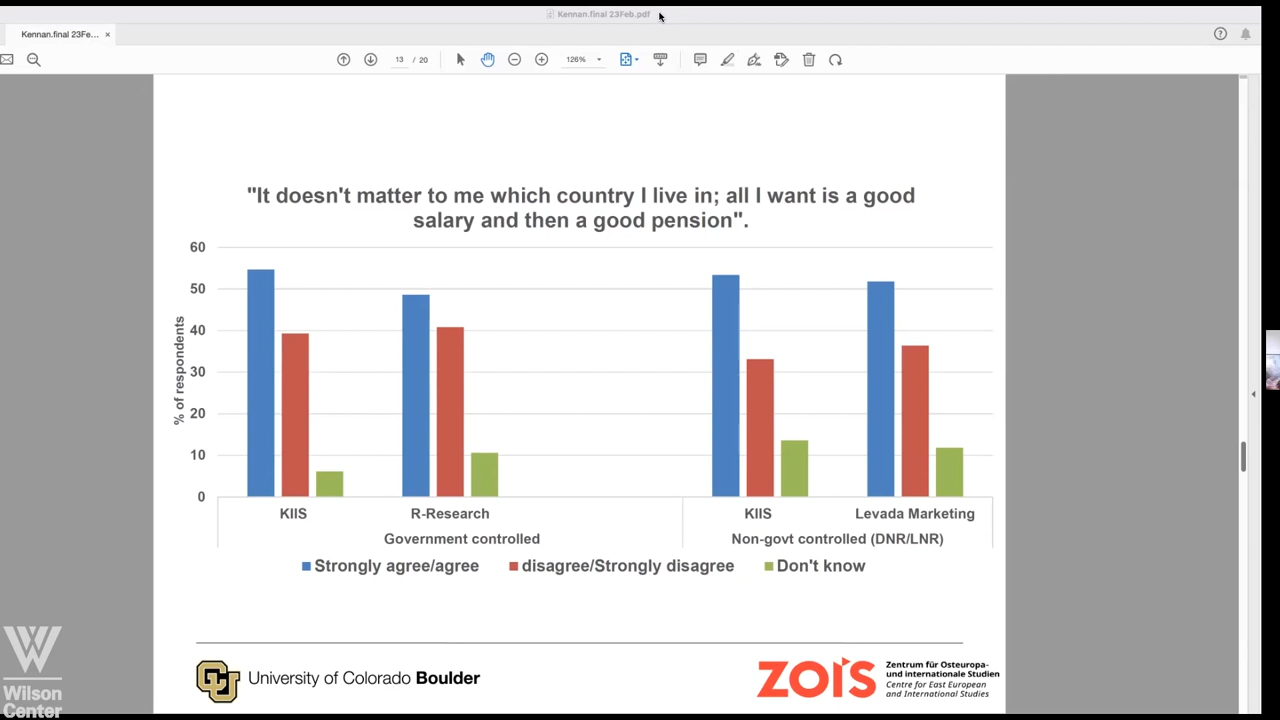 Kennan.final 23Feb.pdf
Kennan.final 23Fe... ×
13 / 20
126%
"It doesn't matter to me which country I live in; all I want is a good
salary and then a good pension".
% of respondents
60
50
40
30
20
10
0
KIIS
R-Research
KIIS
Levada Marketing
Government controlled
Non-govt controlled (DNR/LNR)
Strongly agree/agree
disagree/Strongly disagree
Don't know
CU
University of Colorado Boulder
ZOiS
Zentrum für Osteuropa-
und internationale Studien
Centre for East European
and International Studies
Wilson
Center